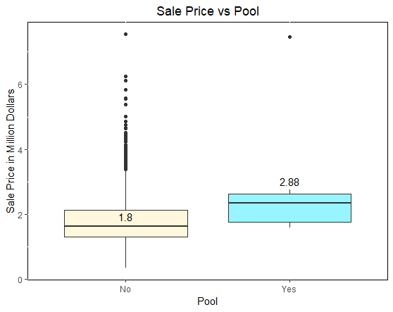 Sale Price vs Pool
Sale Price in Million Dollars
6
4
2
0
2.88
1.8
No
Yes
Pool